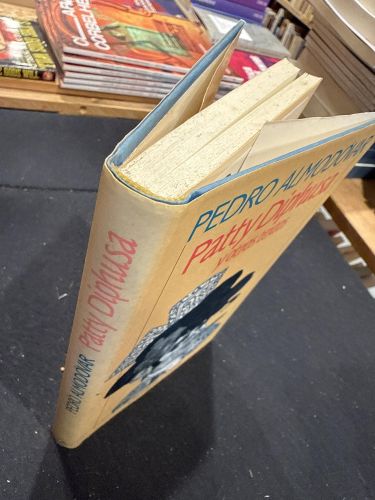 PEDRO ALMODÓVAR
Patty Diphusa
y otros textos
PEDRO ALMODÓVAR Patty Diphusa